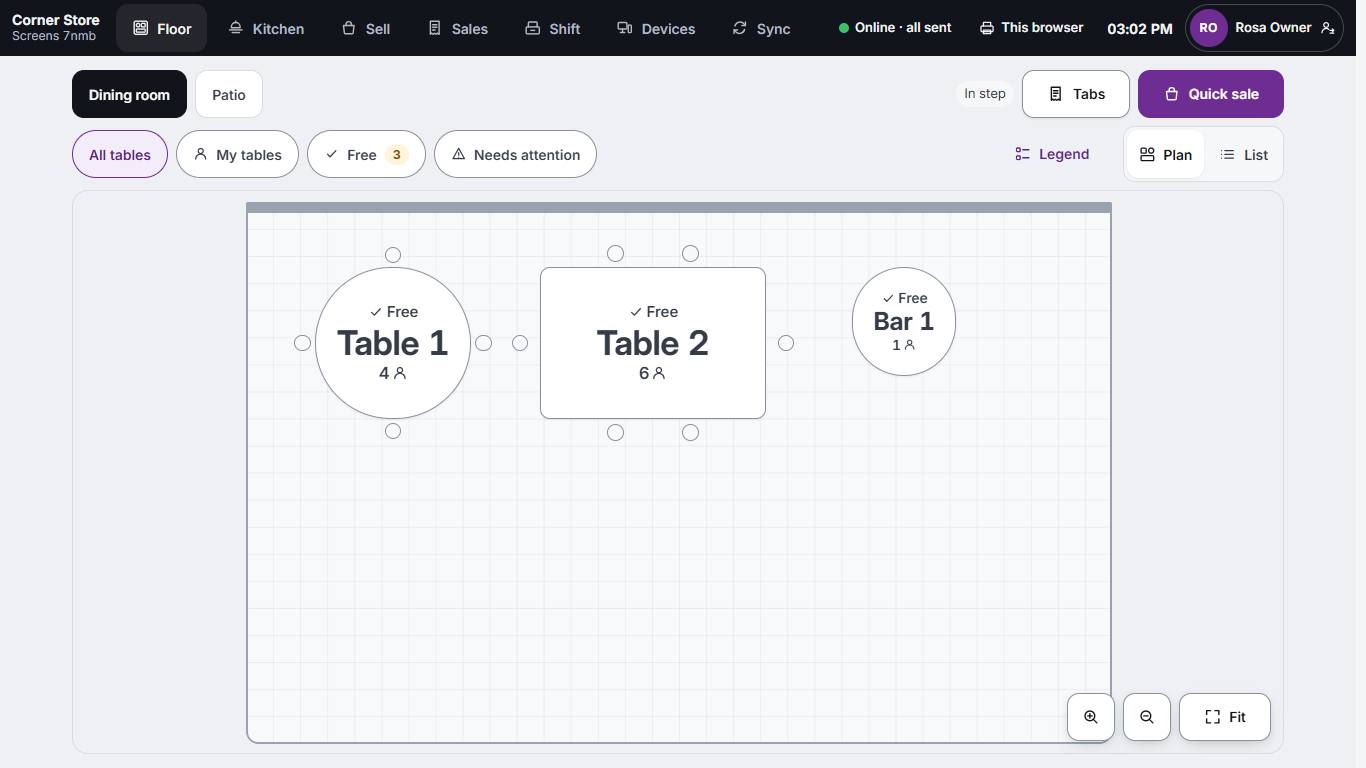 Corner Store
Screens 7nmb
Floor
Kitchen
Sell
Sales
Shift
Devices
Sync
Online · all sent
This browser
03:02 PM
RO
Rosa Owner
Dining room
Patio
In step
Tabs
Quick sale
All tables
My tables
Free 3
Needs attention
Legend
Plan
List
Free
Table 1
4
Free
Table 2
6
Free
Bar 1
1
Fit